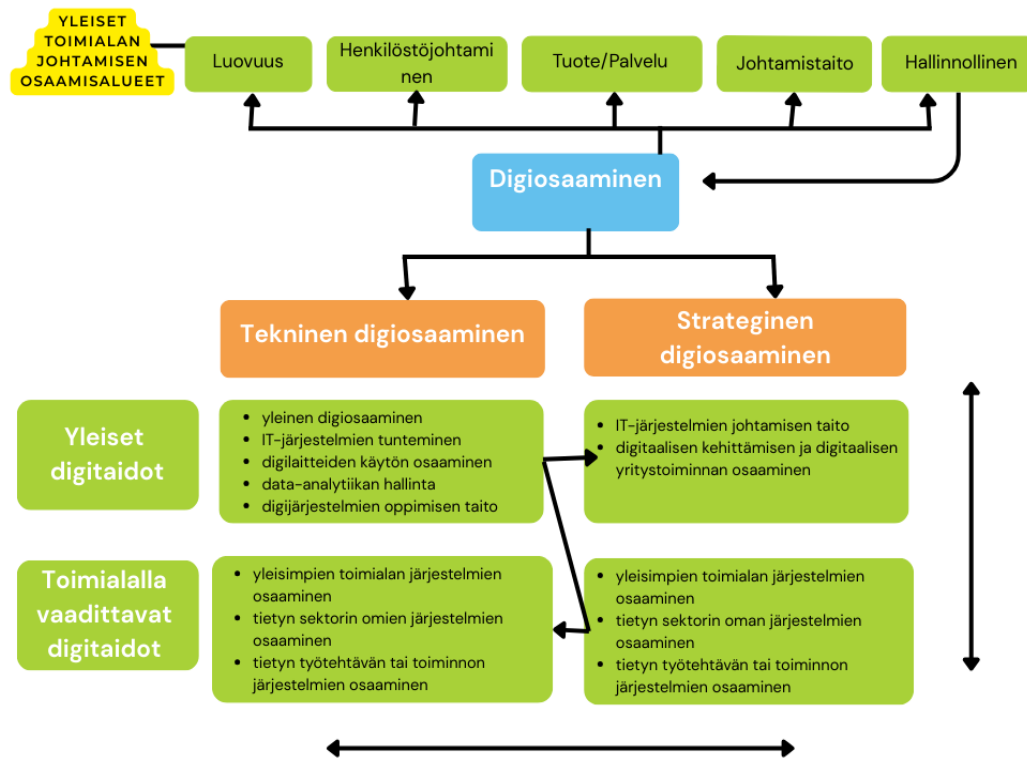 YLEISET
TOIMIALAN
JOHTAMISEN
OSAAMISALUEET
Luovuus
Henkilöstöjohtami
nen
Tuote/Palvelu
Johtamistaito
Hallinnollinen
Digiosaaminen
Tekninen digiosaaminen
Strateginen
digiosaaminen
Yleiset
digitaidot
• yleinen digiosaaminen
• IT-järjestelmien tunteminen
• digilaitteiden käytön osaaminen
• data-analytiikan hallinta
• digijärjestelmien oppimisen taito
• IT-järjestelmien johtamisen taito
• digitaalisen kehittämisen ja digitaalisen
yritystoiminnan osaaminen
Toimialalla
vaadittavat
digitaidot
• yleisimpien toimialan järjestelmien
osaaminen
• tietyn sektorin omien järjestelmien
osaaminen
• tietyn työtehtävän tai toiminnon
järjestelmien osaaminen
• yleisimpien toimialan järjestelmien
osaaminen
• tietyn sektorin oman järjestelmien
osaaminen
• tietyn työtehtävän tai toiminnon
järjestelmien osaaminen